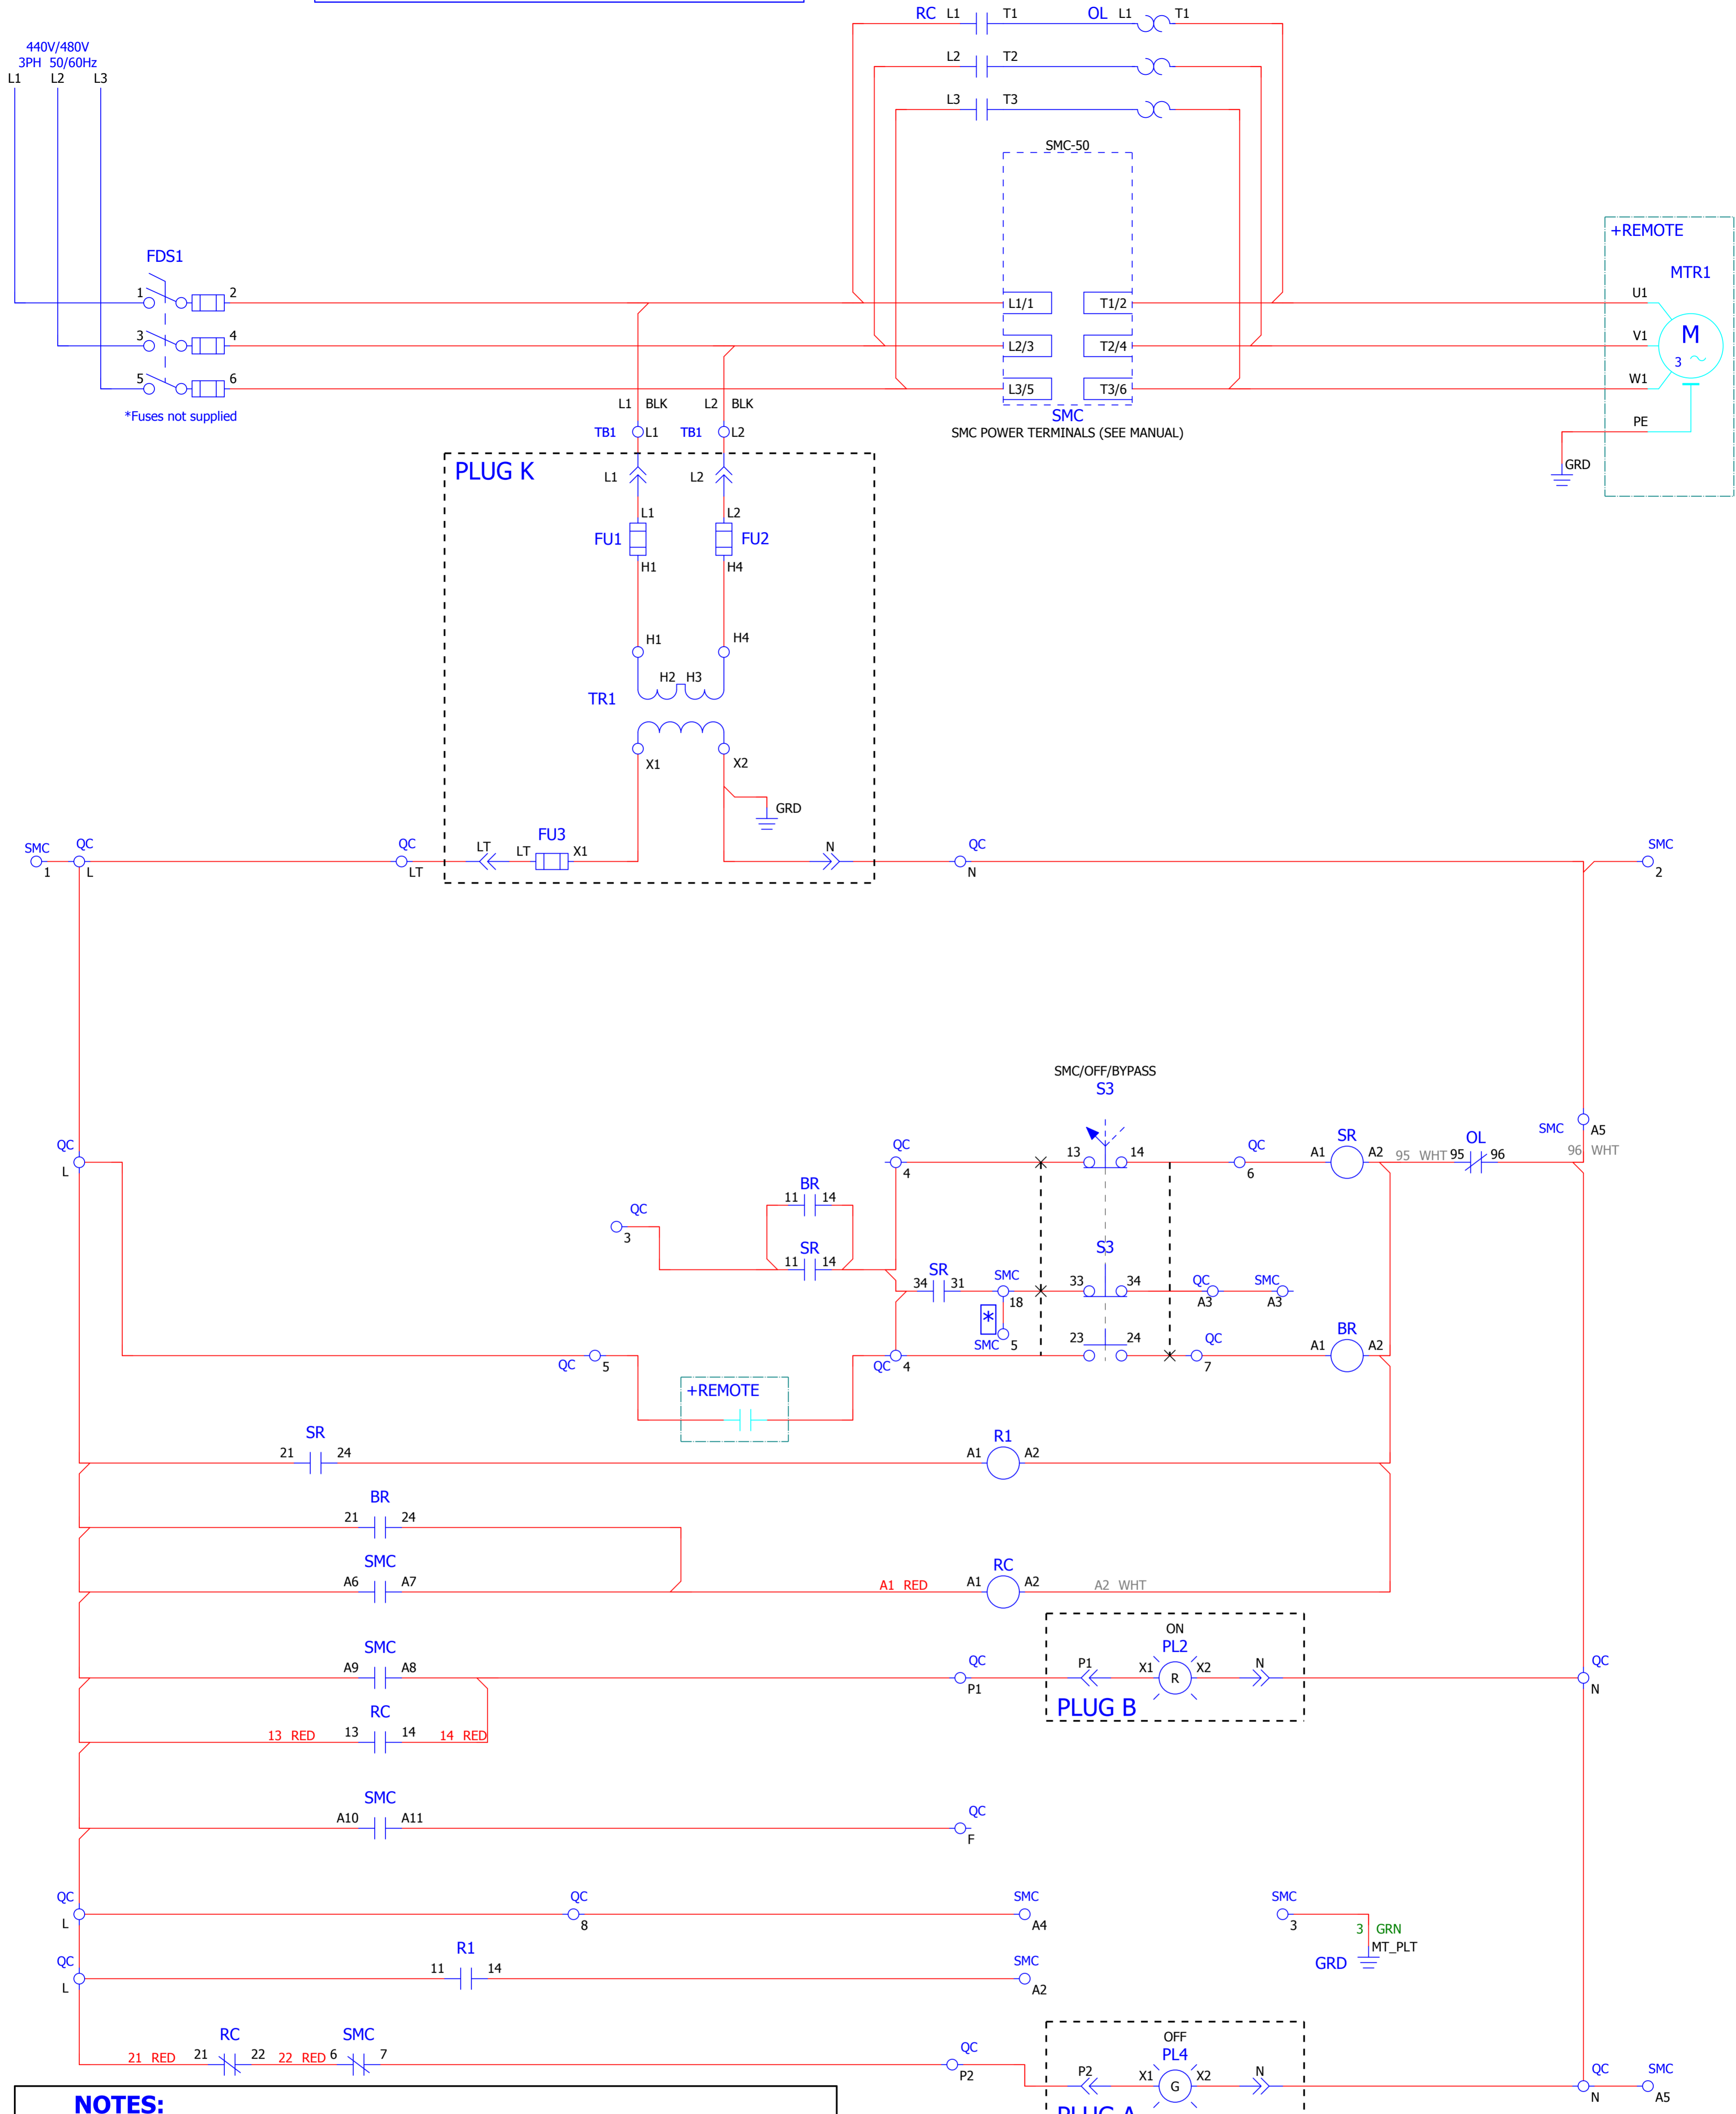 RC L1 T1 OL L1 T1
440V/480V
3PH 50/60Hz
L1 L2 L3
L2 T2
L3 T3
SMC-50
+REMOTE
FDS1
MTR1
1 2 L1/1 T1/2 U1
3 4 L2/3 T2/4 V1 M
3
5 6 L3/5 T3/6 W1
*Fuses not supplied
L1 BLK L2 BLK
SMC
PE
TB1 L1 TB1 L2
SMC POWER TERMINALS (SEE MANUAL)
PLUG K
L1 L2
GRD
L1 L2
FU1 FU2
H1 H4
H1 H4
H2 H3
TR1
X1 X2
GRD
FU3
SMC QC QC LT LT X1 N QC SMC
1 L LT N 2
SMC/OFF/BYPASS
S3
SMC A5
QC QC 13 14 QC SR OL
A1 A2 95 WHT 95 96 96 WHT
L 4 6
BR
11 14
QC
3
SR S3
11 14
SR
34 31 SMC 33 34 QC SMC
18 A3 A3
*
SMC 5 23 24 QC BR
A1 A2
QC 5 QC 4 7
+REMOTE
SR R1
21 24 A1 A2
BR
21 24
SMC RC
A6 A7 A1 RED A1 A2 A2 WHT
ON
SMC PL2
A9 A8 QC P1 X1 R X2 N QC
P1 N
RC PLUG B
13 RED 13 14 14 RED
SMC
A10 A11 QC
F
QC QC SMC SMC
L 8 A4 3
3 GRN
MT_PLT
GRD
QC R1 SMC
11 14
L A2
OFF
RC SMC PL4
21 RED 21 22 22 RED 6 7 QC P2 X1 G X2 N QC SMC
P2 N A5
NOTES:
PLUG A